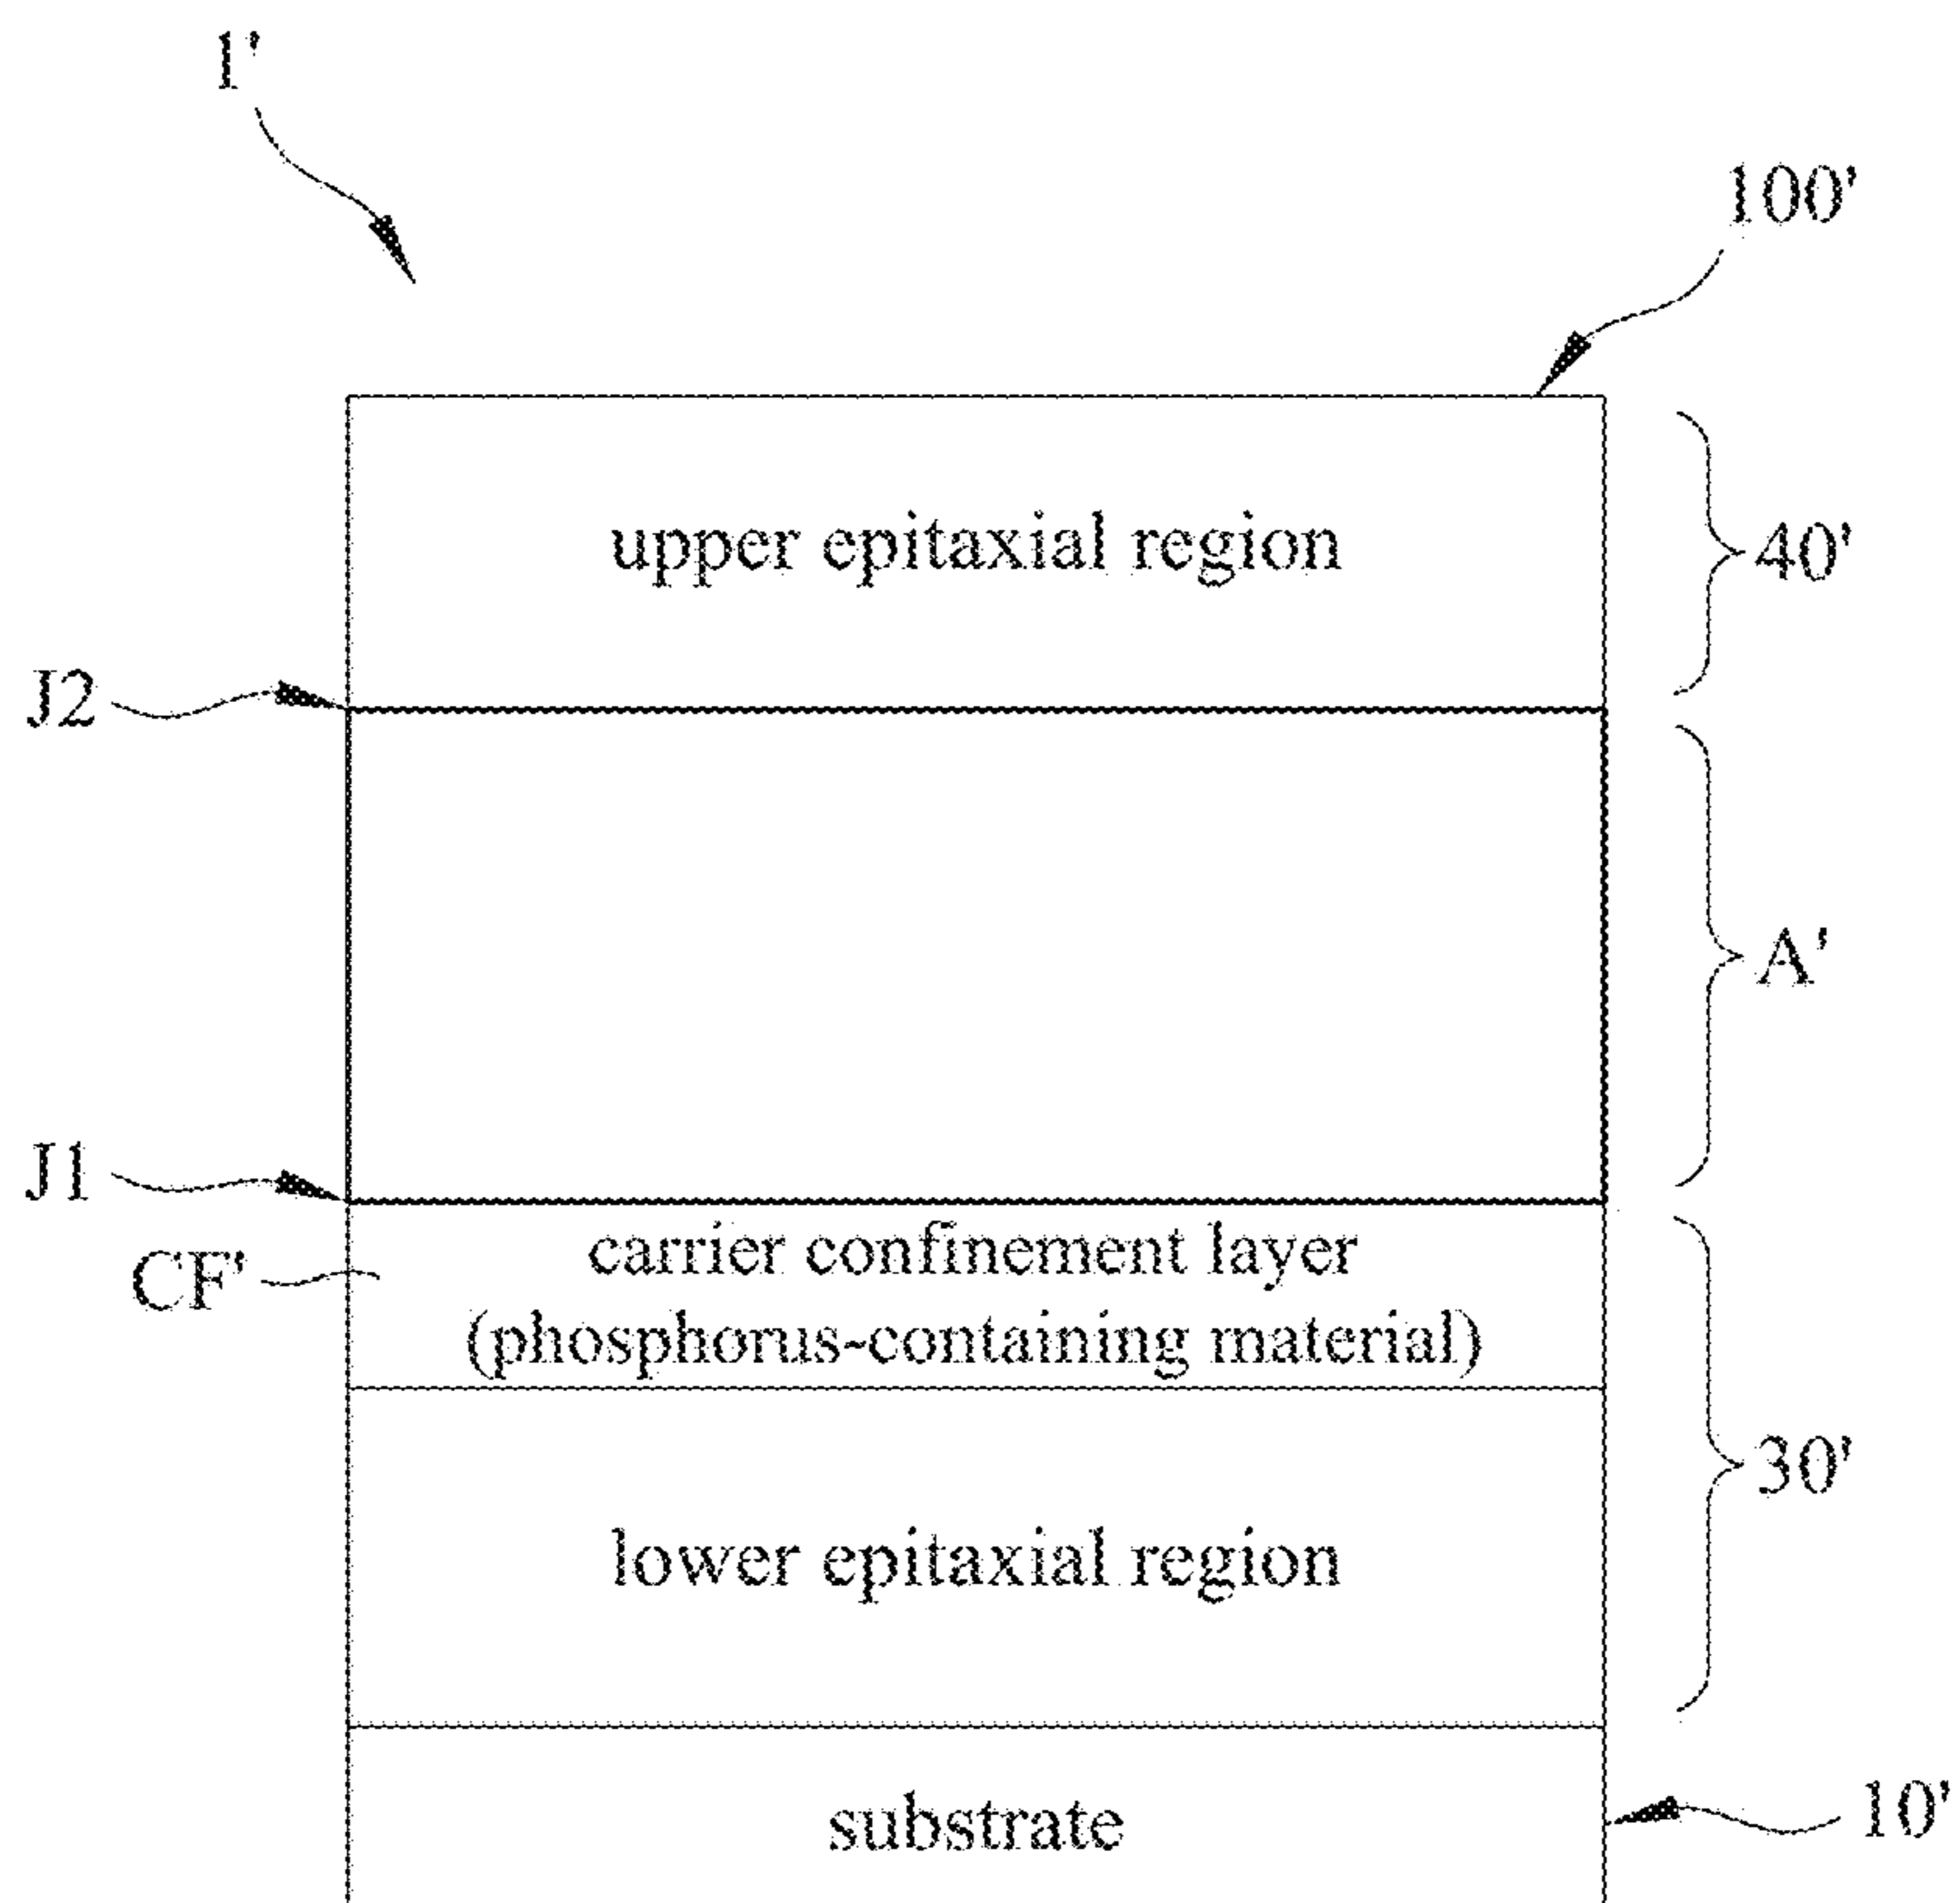 1'
100'
upper epitaxial region
40'
J2
A'
J1
carrier confinement layer
CF'
(phosphorus-containing material)
30'
lower epitaxial region
substrate
10'